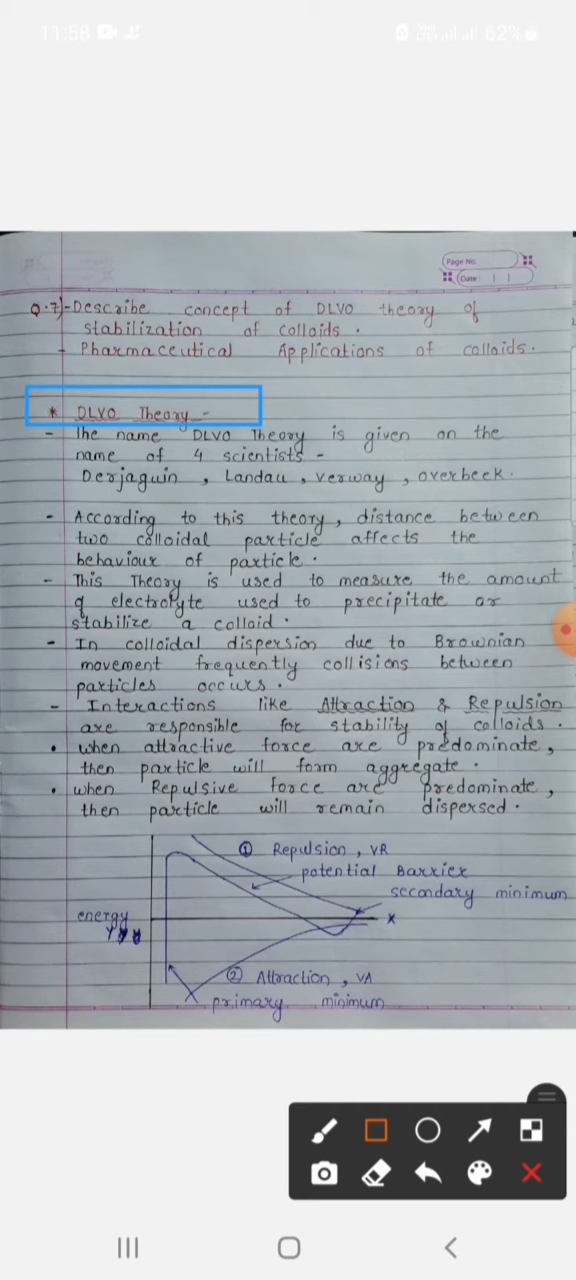 11:58
62%
Page No.
Date
Q.7)- Describe concept of DLVO theory of
stabilization of colloids.
- Pharmaceutical Applications of colloids.
* DLVO Theory -
- The name DLVO Theory is given on the
name of 4 scientists -
Derjaguin, Landau, verway, overbeek.
- According to this theory, distance between
two colloidal particle affects the
behaviour of particle.
- This Theory is used to measure the amount
of electrolyte used to precipitate or
stabilize a colloid.
- In colloidal dispersion due to Brownian
movement frequently collisions between
particles occurs.
- Interactions like Attraction & Repulsion
are responsible for stability of colloids.
• when attractive force are predominate,
then particle will form aggregate.
• when Repulsive force are predominate,
then particle will remain dispersed.
① Repulsion, VR
potential Barrier
secondary minimum
energy
x
② Attraction, VA
primary minimum